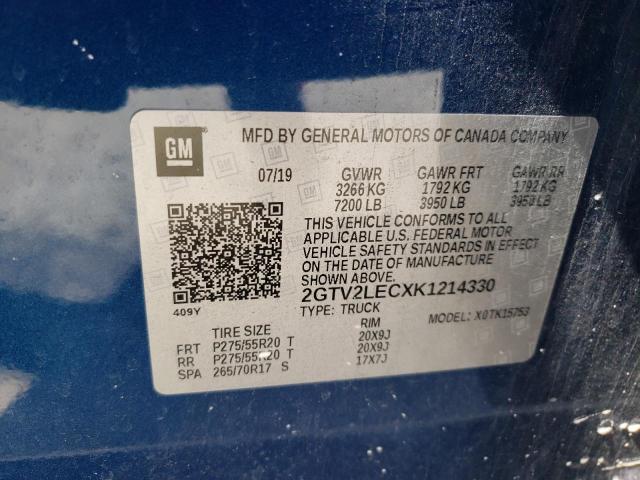 GM
MFD BY GENERAL MOTORS OF CANADA COMPANY
07/19 GVWR GAWR FRT GAWR RR
3266 KG 1792 KG 1792 KG
7200 LB 3950 LB 3950 LB
THIS VEHICLE CONFORMS TO ALL
APPLICABLE U.S. FEDERAL MOTOR
VEHICLE SAFETY STANDARDS IN EFFECT
ON THE DATE OF MANUFACTURE
SHOWN ABOVE.
409Y
2GTV2LECXK1214330
TYPE: TRUCK MODEL: X0TK15753
TIRE SIZE RIM
FRT P275/55R20 T 20X9J
RR P275/55R20 T 20X9J
SPA 265/70R17 S 17X7J